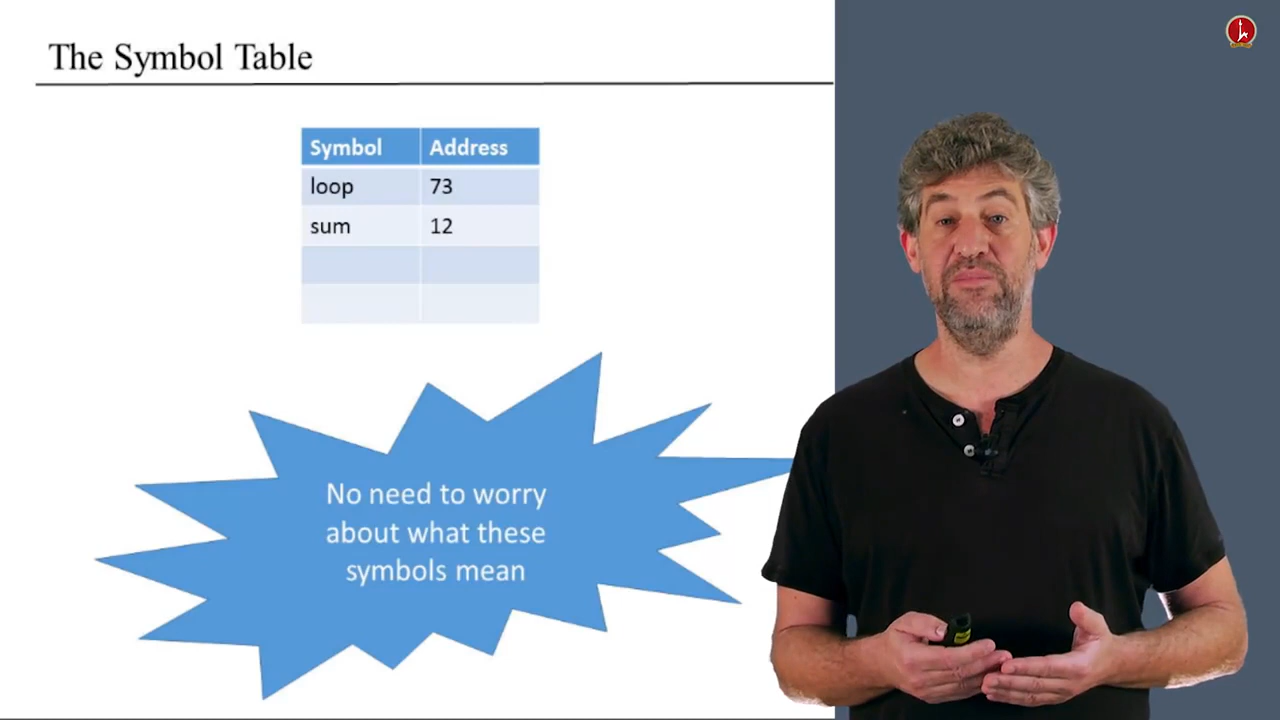 The Symbol Table
Symbol Address
loop 73
sum 12
No need to worry
about what these
symbols mean